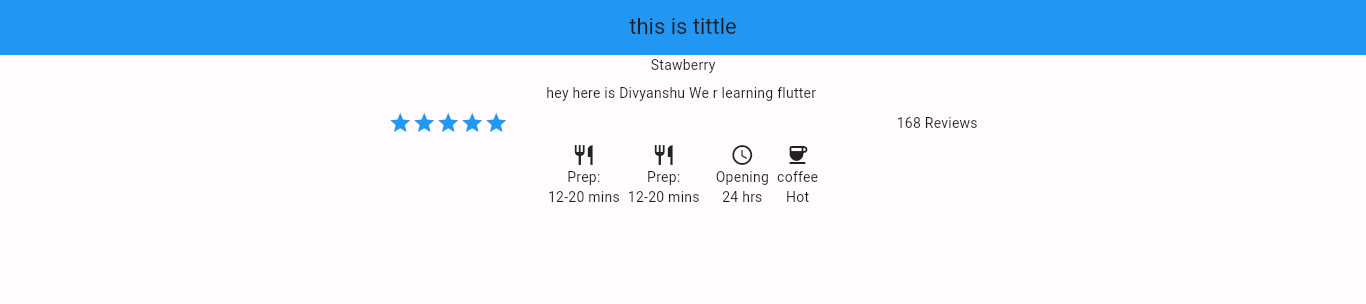 this is tittle
Stawberry
hey here is Divyanshu We r learning flutter
168 Reviews
Prep: Prep: Opening coffee
12-20 mins 12-20 mins 24 hrs Hot